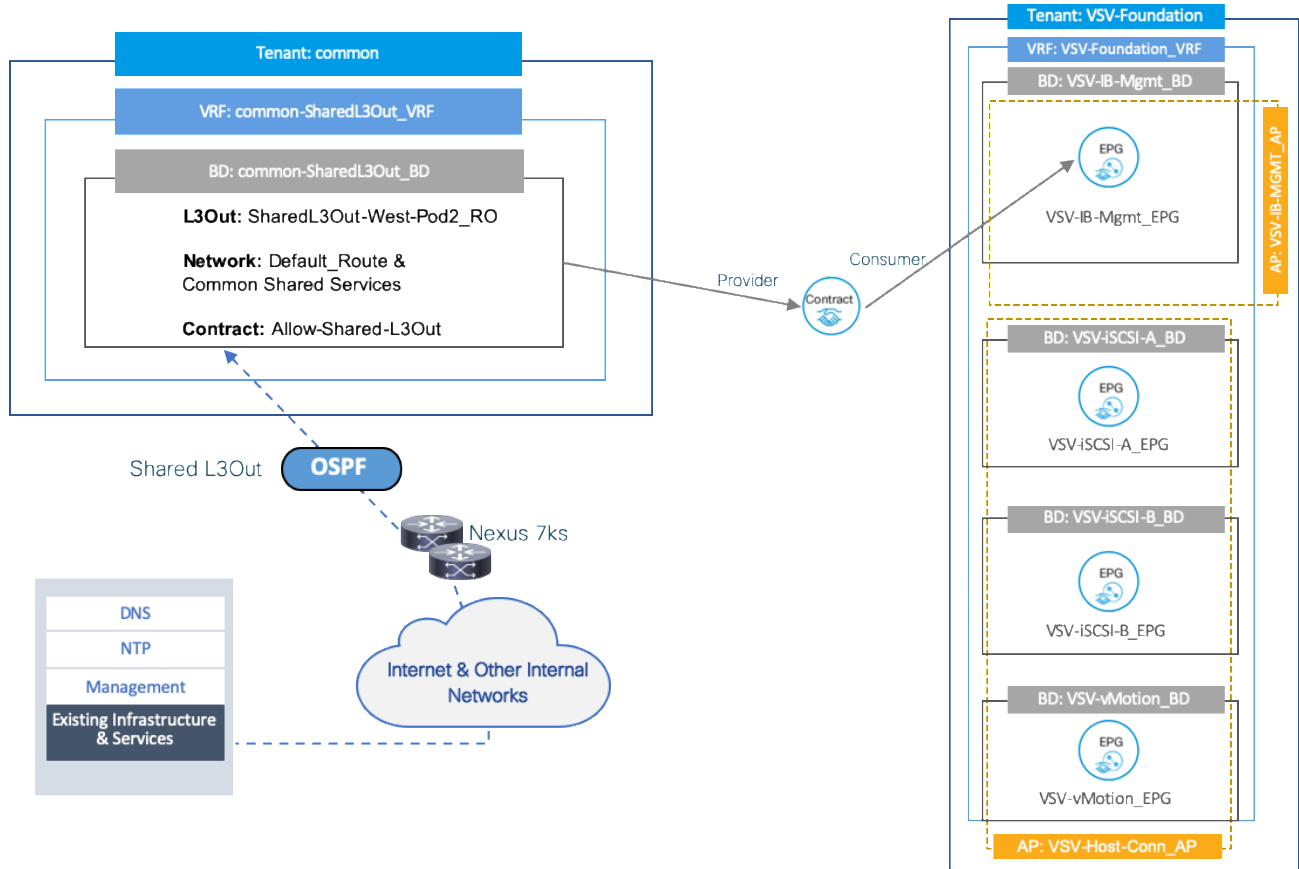 Tenant: common
VRF: common-SharedL3Out_VRF
BD: common-SharedL3Out_BD
L3Out: SharedL3Out-West-Pod2_RO
Network: Default_Route &
Common Shared Services
Contract: Allow-Shared-L3Out
Provider
Contract
Consumer
Shared L3Out
OSPF
Nexus 7ks
Internet & Other Internal
Networks
DNS
NTP
Management
Existing Infrastructure
& Services
Tenant: VSV-Foundation
VRF: VSV-Foundation_VRF
BD: VSV-IB-Mgmt_BD
EPG
VSV-IB-Mgmt_EPG
AP: VSV-IB-MGMT_AP
BD: VSV-iSCSI-A_BD
EPG
VSV-iSCSI-A_EPG
BD: VSV-iSCSI-B_BD
EPG
VSV-iSCSI-B_EPG
BD: VSV-vMotion_BD
EPG
VSV-vMotion_EPG
AP: VSV-Host-Conn_AP